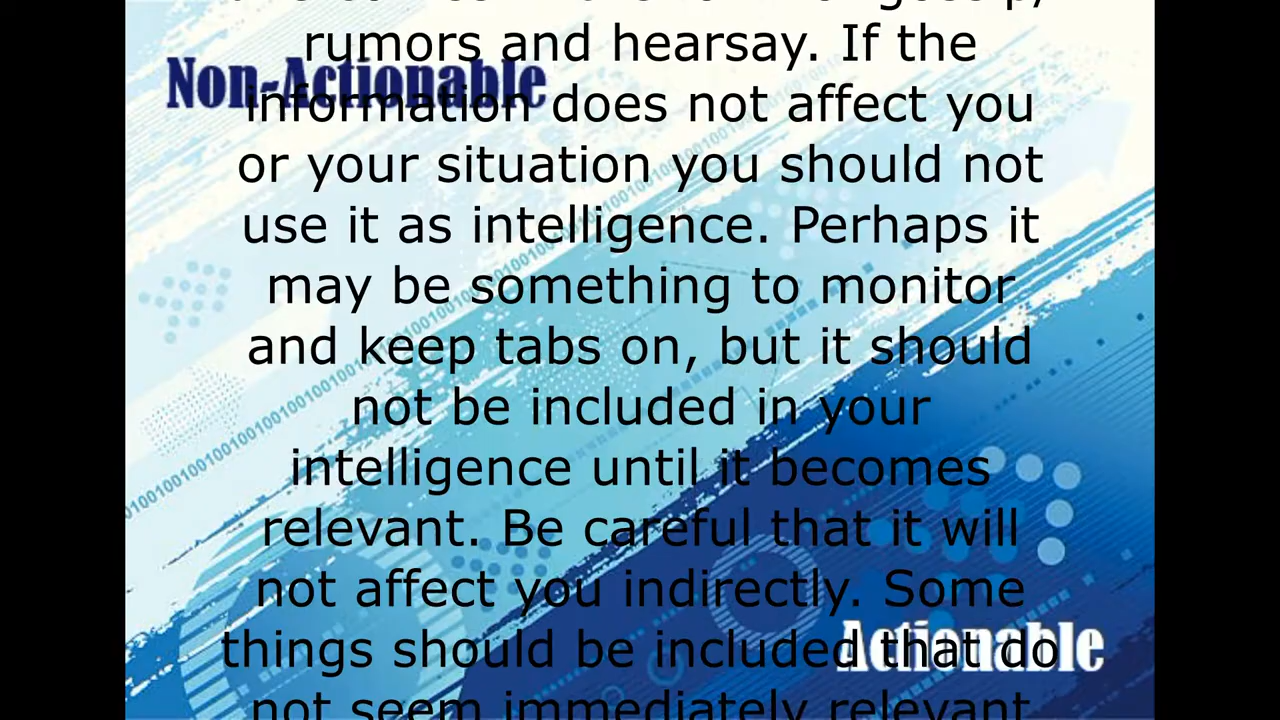 rumors and hearsay. If the
Non-Actionable
information does not affect you
or your situation you should not
use it as intelligence. Perhaps it
may be something to monitor
and keep tabs on, but it should
not be included in your
intelligence until it becomes
relevant. Be careful that it will
not affect you indirectly. Some
things should be included that do
Actionable
not seem immediately relevant